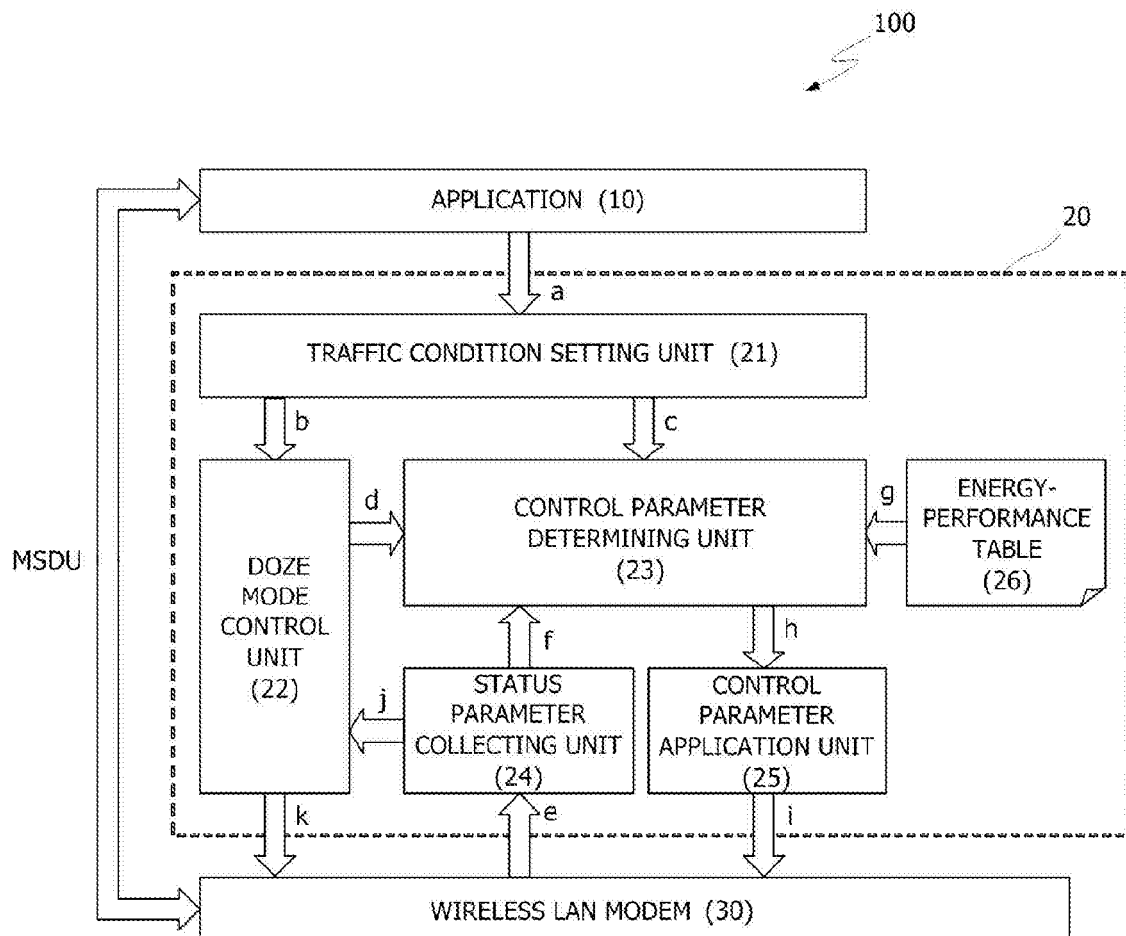 100
APPLICATION (10)
20
a
TRAFFIC CONDITION SETTING UNIT (21)
b
c
MSDU
DOZE
MODE
CONTROL
UNIT
(22)
d
CONTROL PARAMETER
DETERMINING UNIT
(23)
g
ENERGY-
PERFORMANCE
TABLE
(26)
f
h
j
STATUS
PARAMETER
COLLECTING UNIT
(24)
CONTROL
PARAMETER
APPLICATION UNIT
(25)
k
e
i
WIRELESS LAN MODEM (30)